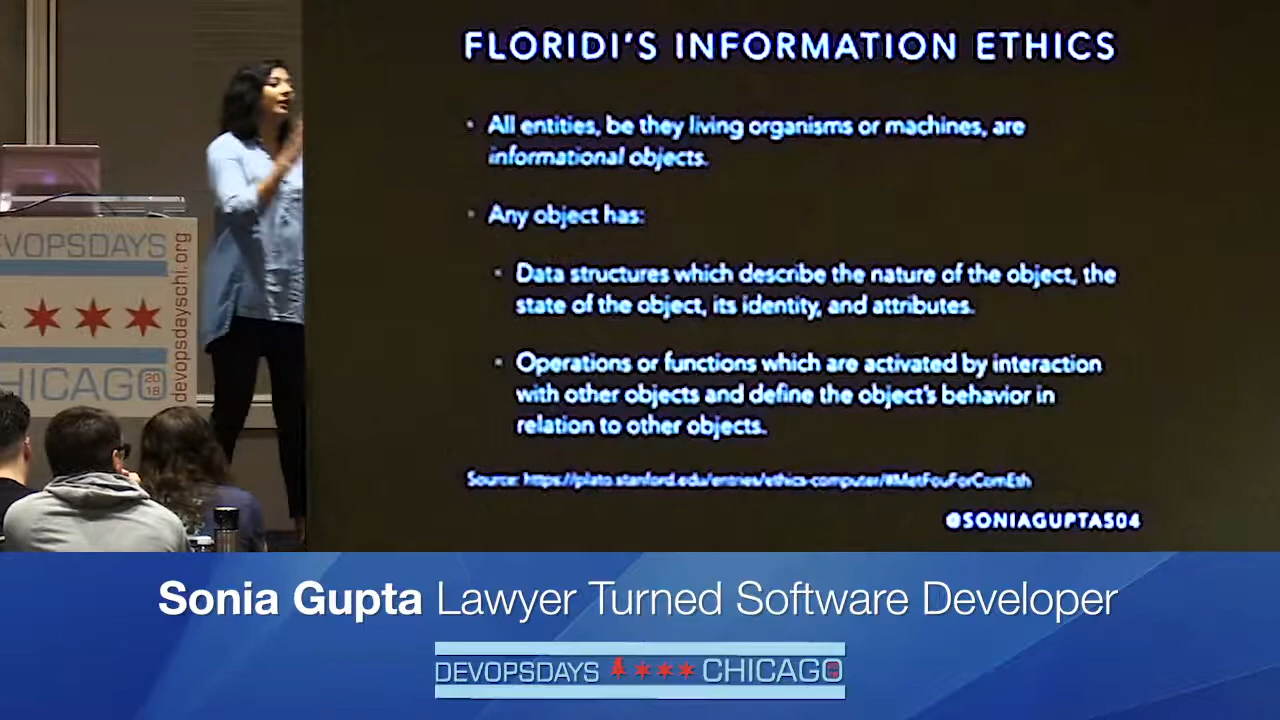 FLORIDI'S INFORMATION ETHICS
• All entities, be they living organisms or machines, are
informational objects.
• Any object has:
• Data structures which describe the nature of the object, the
state of the object, its identity, and attributes.
• Operations or functions which are activated by interaction
with other objects and define the object's behavior in
relation to other objects.
Source: https://plato.stanford.edu/entries/ethics-computer/#MetFouForComEth
@SONIAGUPTA504
EVOPSDAYS
HICAGO
20
18
devopsdayschi.org
Sonia Gupta Lawyer Turned Software Developer
DEVOPSDAYS CHICAGO